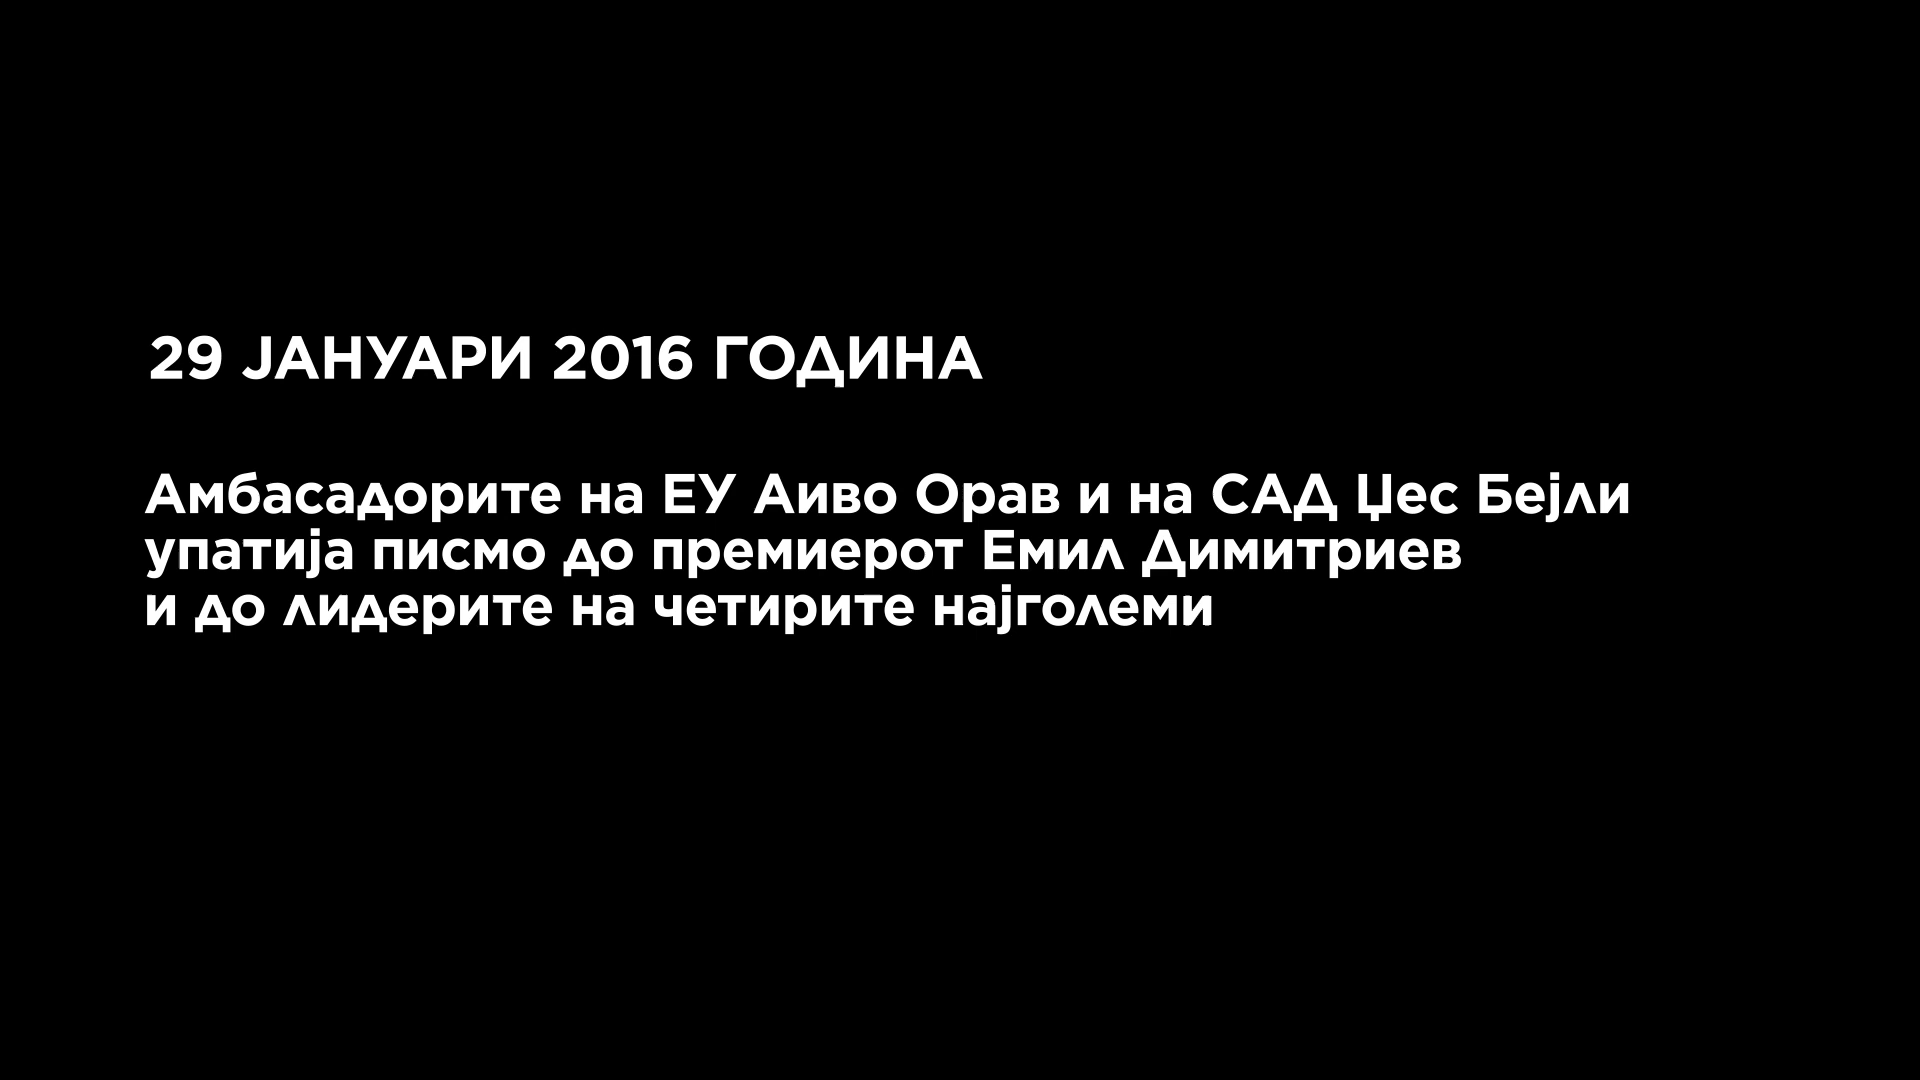 29 ЈАНУАРИ 2016 ГОДИНА
Амбасадорите на ЕУ Аиво Орав и на САД Џес Бејли
упатија писмо до премиерот Емил Димитриев
и до лидерите на четирите најголеми